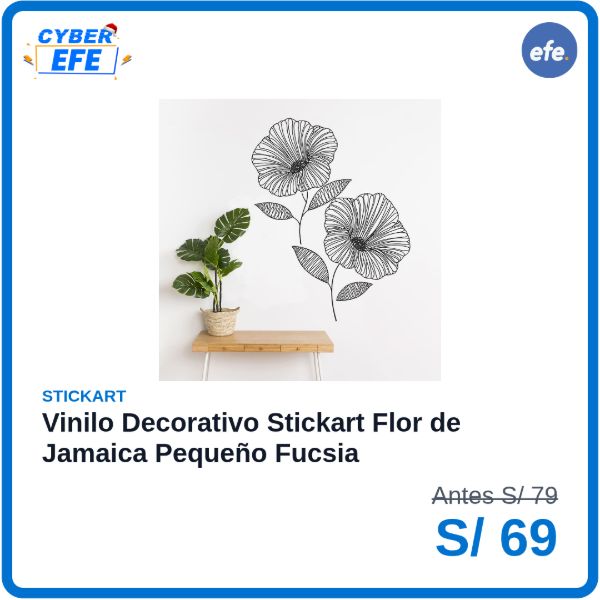 CYBER
EFE
efe.
STICKART
Vinilo Decorativo Stickart Flor de
Jamaica Pequeño Fucsia
Antes S/ 79
S/ 69